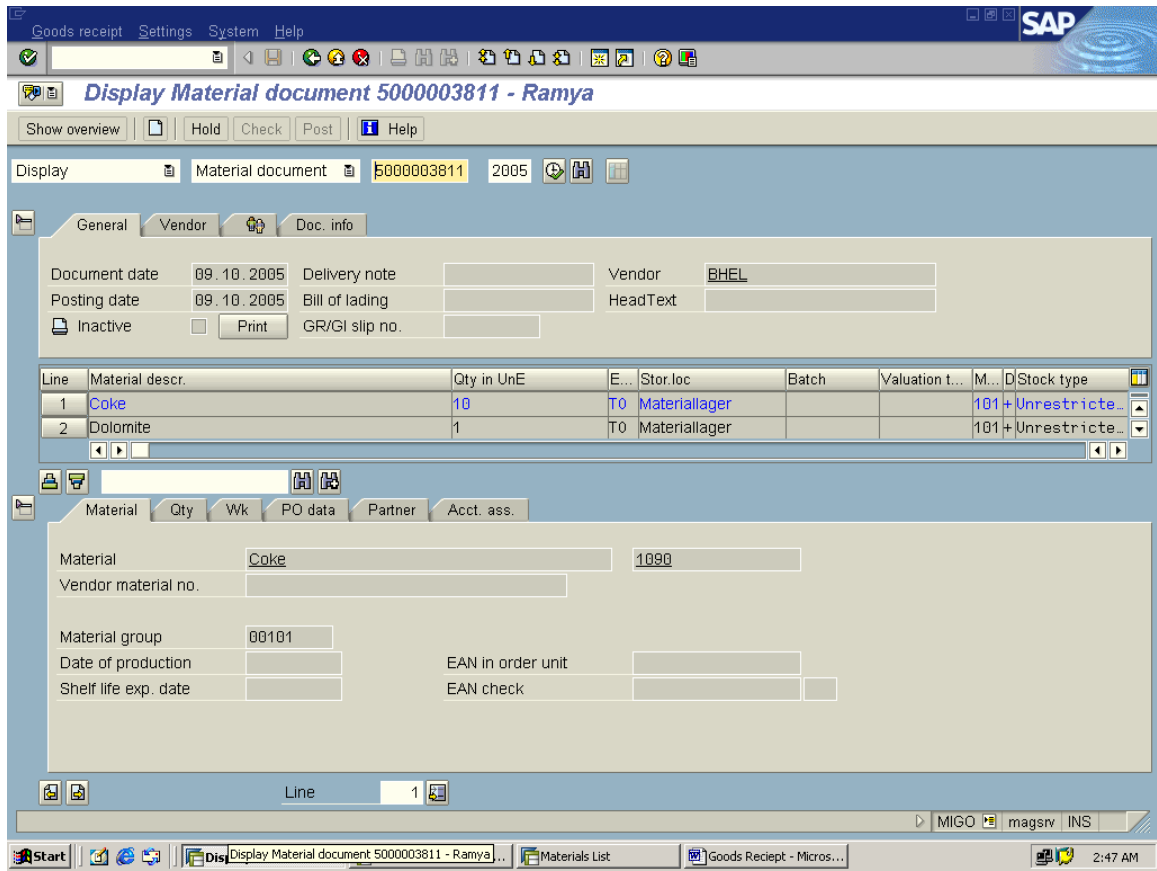 Goods receipt Settings System Help
SAP
Display Material document 5000003811 - Ramya
Show overview Hold Check Post Help
Display Material document 5000003811 2005
General Vendor Doc. info
Document date 09.10.2005 Delivery note Vendor BHEL
Posting date 09.10.2005 Bill of lading HeadText
Inactive Print GR/GI slip no.
Line Material descr. Qty in UnE E... Stor.loc Batch Valuation t... M... D Stock type
1 Coke 10 TO Materiallager 101 + Unrestricte...
2 Dolomite 1 TO Materiallager 101 + Unrestricte...
Material Qty Wk PO data Partner Acct. ass.
Material Coke 1090
Vendor material no.
Material group 00101
Date of production EAN in order unit
Shelf life exp. date EAN check
Line 1
MIGO magsrv INS
Start Disp Display Material document 5000003811 - Ramya ... Materials List Goods Reciept - Micros... 2:47 AM